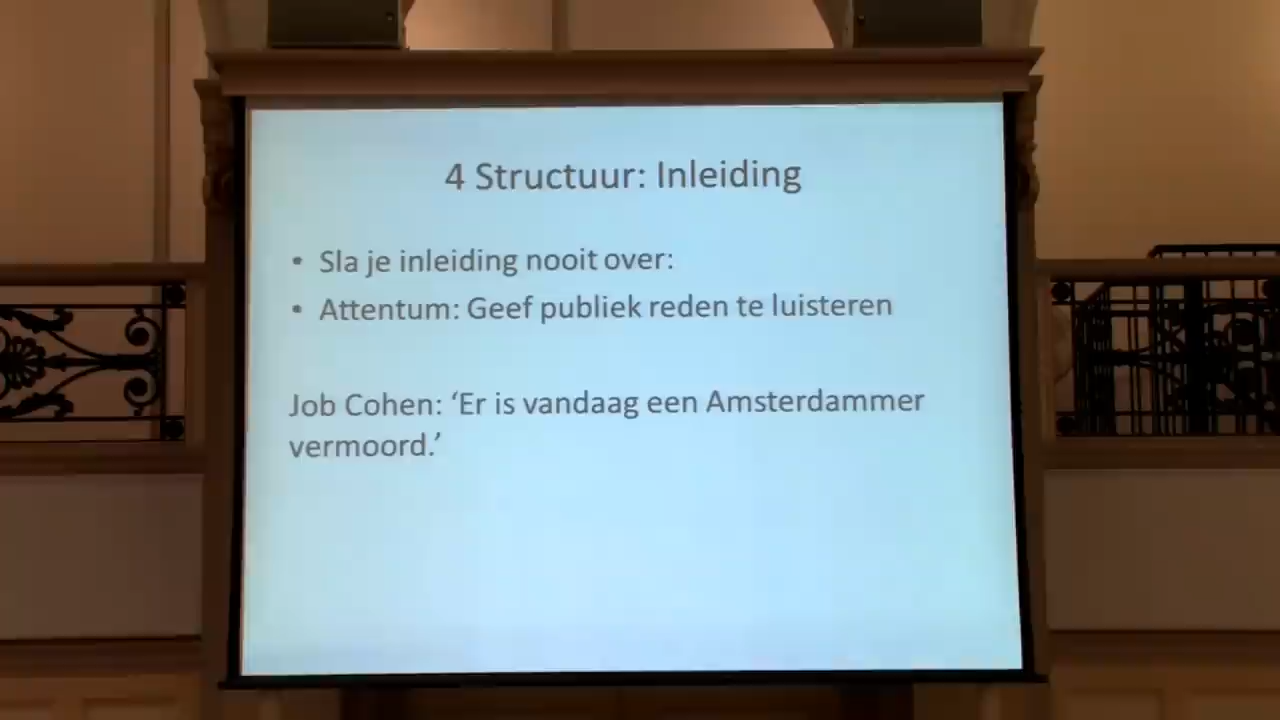 4 Structuur: Inleiding
• Sla je inleiding nooit over:
• Attentum: Geef publiek reden te luisteren
Job Cohen: ‘Er is vandaag een Amsterdammer
vermoord.’